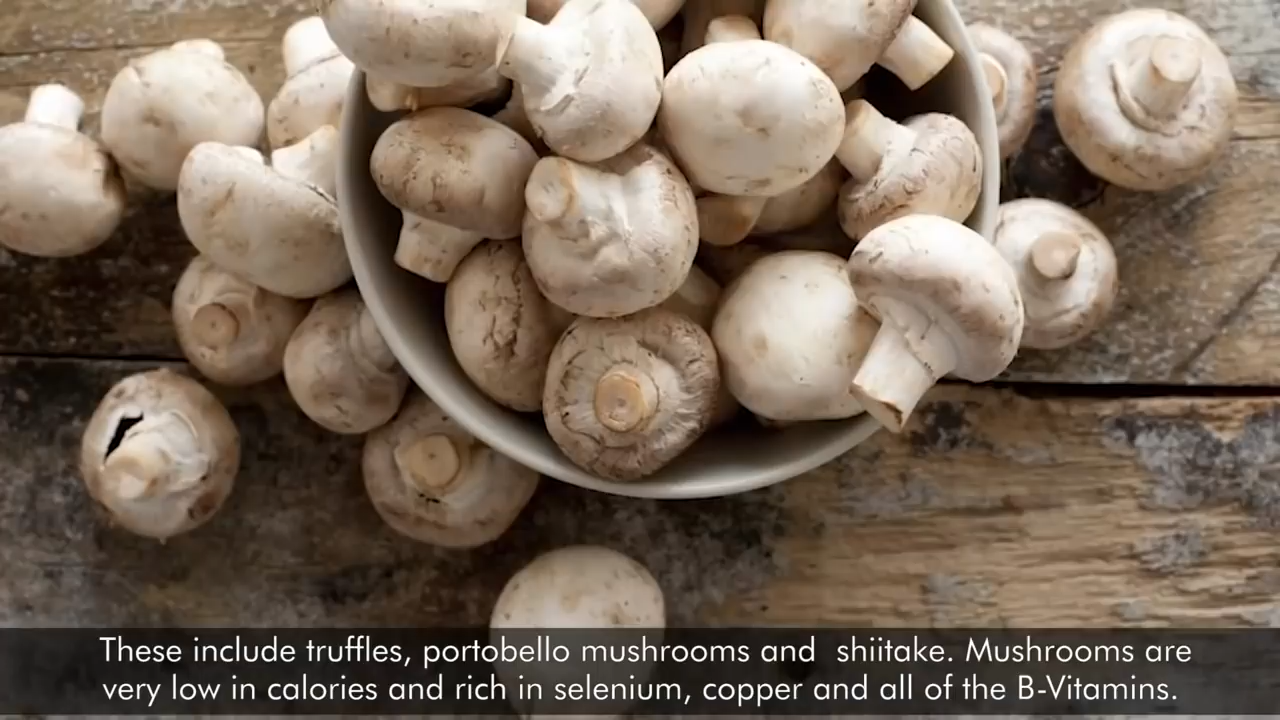 These include truffles, portobello mushrooms and  shiitake. Mushrooms are
very low in calories and rich in selenium, copper and all of the B-Vitamins.